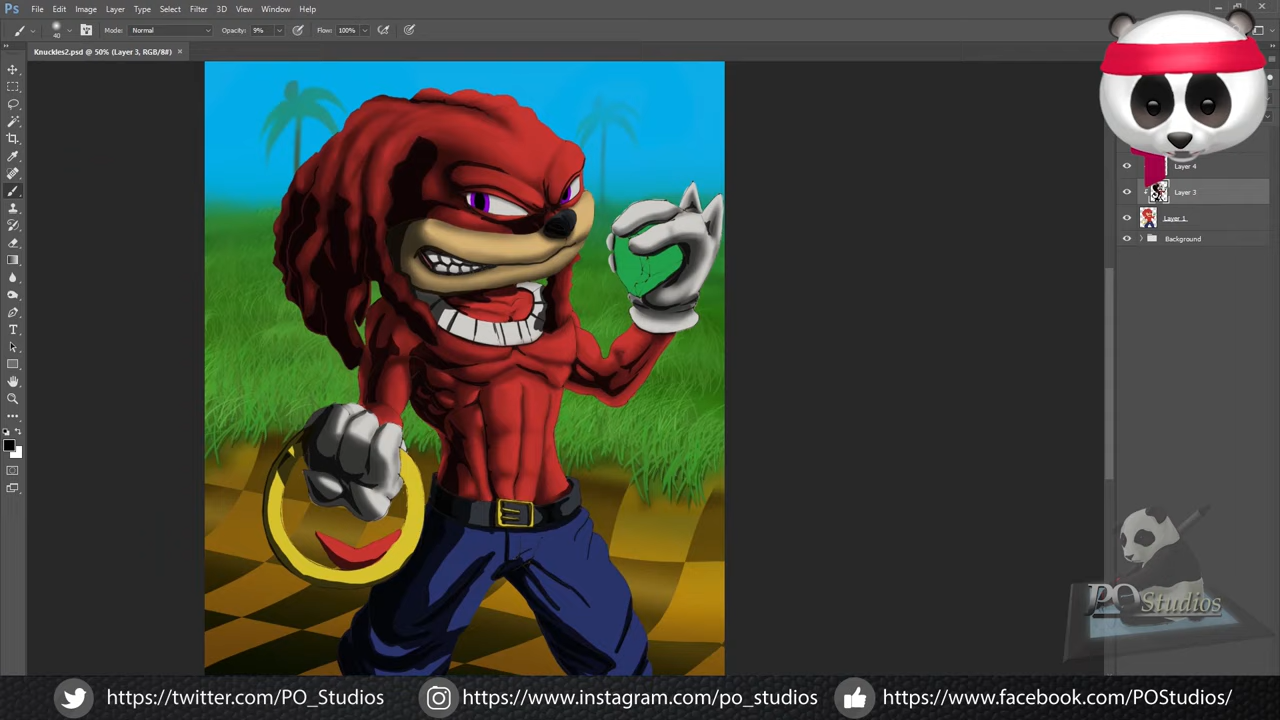 Ps File Edit Image Layer Type Select Filter 3D View Window Help
40 Mode: Normal Opacity: 9% Flow: 100%
Knuckles2.psd @ 50% (Layer 3, RGB/8#) ×
Layer 4
Layer 3
Layer 1
Background
POStudios
https://twitter.com/PO_Studios https://www.instagram.com/po_studios https://www.facebook.com/POStudios/